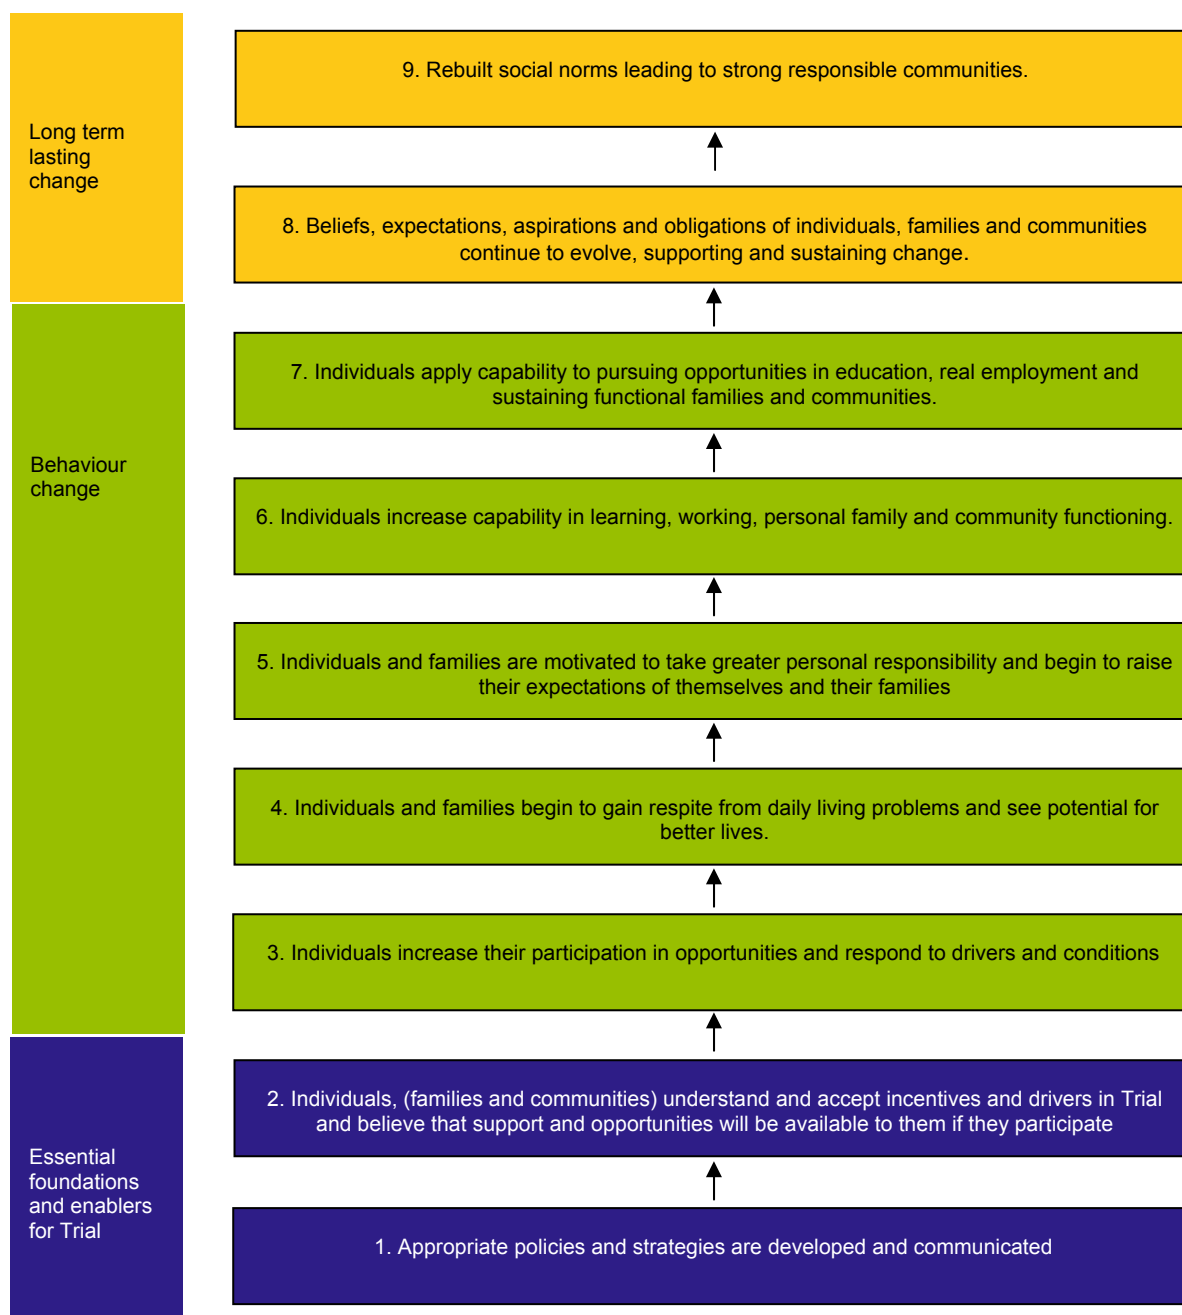 Long term
lasting
change
9. Rebuilt social norms leading to strong responsible communities.
8. Beliefs, expectations, aspirations and obligations of individuals, families and communities
continue to evolve, supporting and sustaining change.
Behaviour
change
7. Individuals apply capability to pursuing opportunities in education, real employment and
sustaining functional families and communities.
6. Individuals increase capability in learning, working, personal family and community functioning.
5. Individuals and families are motivated to take greater personal responsibility and begin to raise
their expectations of themselves and their families
4. Individuals and families begin to gain respite from daily living problems and see potential for
better lives.
3. Individuals increase their participation in opportunities and respond to drivers and conditions
Essential
foundations
and enablers
for Trial
2. Individuals, (families and communities) understand and accept incentives and drivers in Trial
and believe that support and opportunities will be available to them if they participate
1. Appropriate policies and strategies are developed and communicated